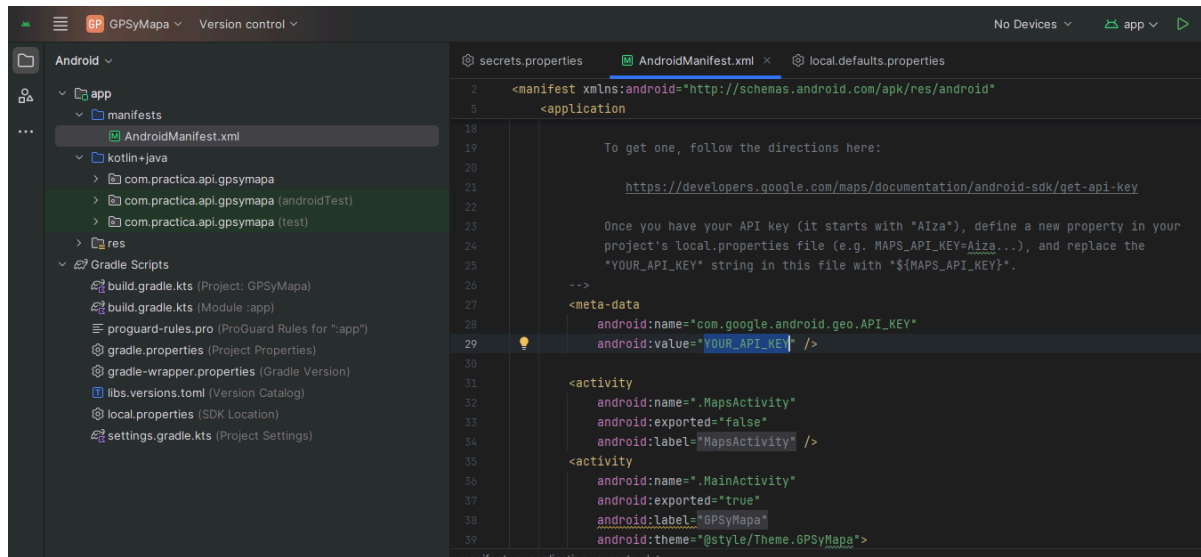 GP GPSyMapa Version control No Devices app
Android
secrets.properties AndroidManifest.xml local.defaults.properties
app
manifests
AndroidManifest.xml
kotlin+java
com.practica.api.gpsymapa
com.practica.api.gpsymapa (androidTest)
com.practica.api.gpsymapa (test)
res
Gradle Scripts
build.gradle.kts (Project: GPSyMapa)
build.gradle.kts (Module :app)
proguard-rules.pro (ProGuard Rules for ":app")
gradle.properties (Project Properties)
gradle-wrapper.properties (Gradle Version)
libs.versions.toml (Version Catalog)
local.properties (SDK Location)
settings.gradle.kts (Project Settings)
2 <manifest xmlns:android="http://schemas.android.com/apk/res/android"
5 <application
18
19 To get one, follow the directions here:
20
21 https://developers.google.com/maps/documentation/android-sdk/get-api-key
22
23 Once you have your API key (it starts with "AIza"), define a new property in your
24 project's local.properties file (e.g. MAPS_API_KEY=Aiza...), and replace the
25 "YOUR_API_KEY" string in this file with "${MAPS_API_KEY}".
26 -->
27 <meta-data
28 android:name="com.google.android.geo.API_KEY"
29 android:value="YOUR_API_KEY" />
30
31 <activity
32 android:name=".MapsActivity"
33 android:exported="false"
34 android:label="MapsActivity" />
35 <activity
36 android:name=".MainActivity"
37 android:exported="true"
38 android:label="GPSyMapa"
39 android:theme="@style/Theme.GPSyMapa">